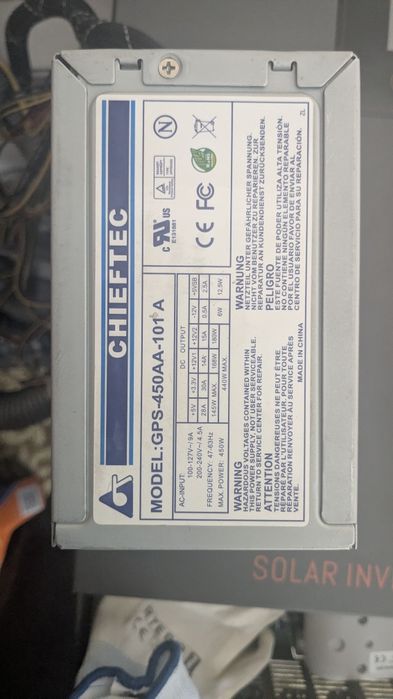 CHIEFTEC
MODEL:GPS-450AA-101 A
AC-INPUT:
100-127V~/9A
200-240V~/4.5A
FREQUENCY: 47-63Hz
MAX. POWER: 450W
DC OUTPUT
+5V +3.3V +12V1 +12V2 -12V +5VSB
28A 30A 14A 15A 0.5A 2.5A
145W MAX. 168W 180W 6W 12.5W
440W MAX.
C US
E131881
N
CE FC
WARNING
HAZARDOUS VOLTAGES CONTAINED WITHIN
THIS POWER SUPPLY, NOT USER SERVICEABLE.
RETURN TO SERVICE CENTER FOR REPAIR.
ATTENTION
TENSIONS DANGEREUSES NE PEUT ÊTRE
REPARÉ PAR L'UTILISATEUR. POUR TOUTE
RÉPARATION RENVOYER AU SERVICE APRÈS
VENTE.
WARNUNG
NETZTEIL UNTER GEFÄHRLICHER SPANNUNG.
NICHT VOM BENUTZER ZU REPARIEREN. ZUR
REPARATUR AN KUNDENDIENST ZURÜCKSENDEN.
PELIGRO
ESTE FUENTE DE PODER UTILIZA ALTA TENSIÓN.
NO CONTIENE NINGÚN ELEMENTO REPARABLE
POR EL USUARIO FAVOR DE ENVIAR AL
CENTRO DE SERVICIO PARA SU REPARACIÓN.
MADE IN CHINA
ZL
SOLAR INV